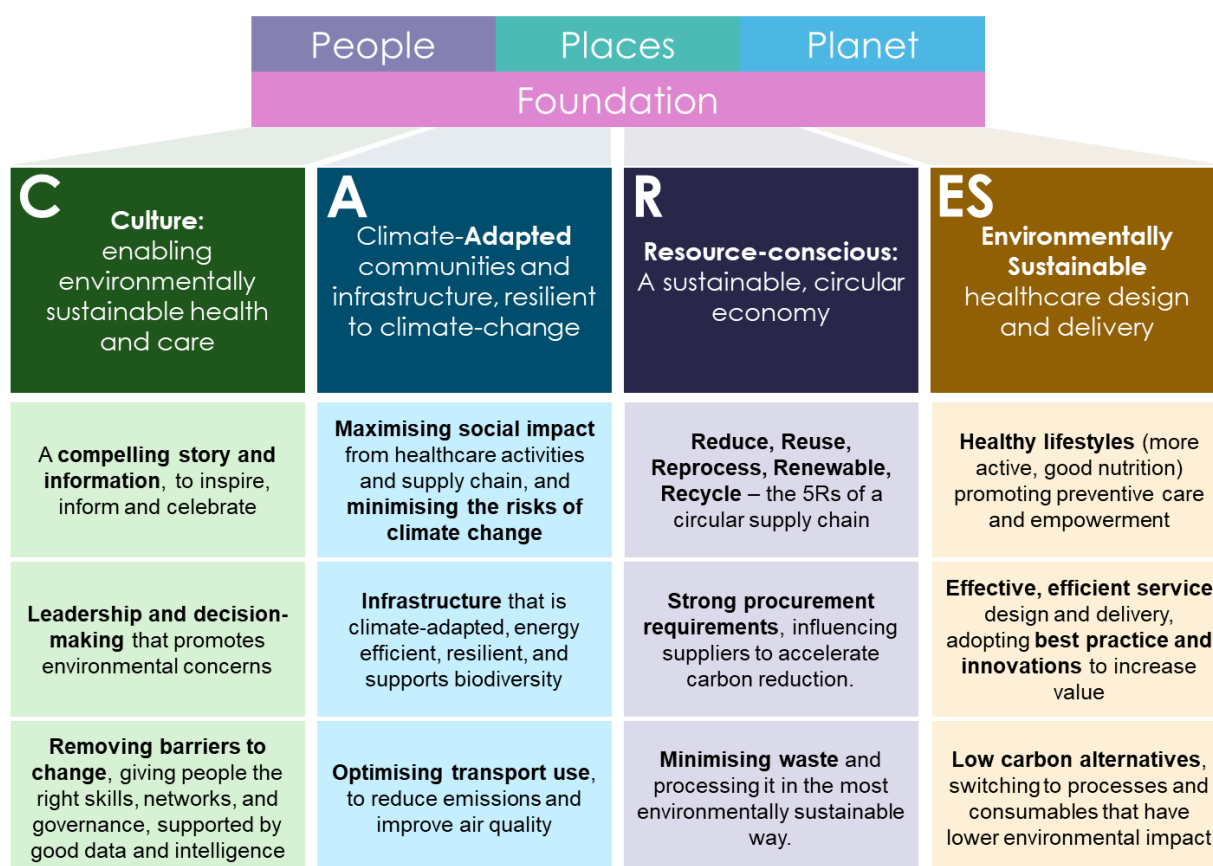 People
Places
Planet
Foundation
C
Culture:
enabling
environmentally
sustainable health
and care
A
Climate-Adapted
communities and
infrastructure, resilient
to climate-change
R
Resource-conscious:
A sustainable, circular
economy
ES
Environmentally
Sustainable
healthcare design
and delivery
A compelling story and
information, to inspire,
inform and celebrate
Maximising social impact
from healthcare activities
and supply chain, and
minimising the risks of
climate change
Reduce, Reuse,
Reprocess, Renewable,
Recycle – the 5Rs of a
circular supply chain
Healthy lifestyles (more
active, good nutrition)
promoting preventive care
and empowerment
Leadership and decision-
making that promotes
environmental concerns
Infrastructure that is
climate-adapted, energy
efficient, resilient, and
supports biodiversity
Strong procurement
requirements, influencing
suppliers to accelerate
carbon reduction.
Effective, efficient service
design and delivery,
adopting best practice and
innovations to increase
value
Removing barriers to
change, giving people the
right skills, networks, and
governance, supported by
good data and intelligence
Optimising transport use,
to reduce emissions and
improve air quality
Minimising waste and
processing it in the most
environmentally sustainable
way.
Low carbon alternatives,
switching to processes and
consumables that have
lower environmental impact